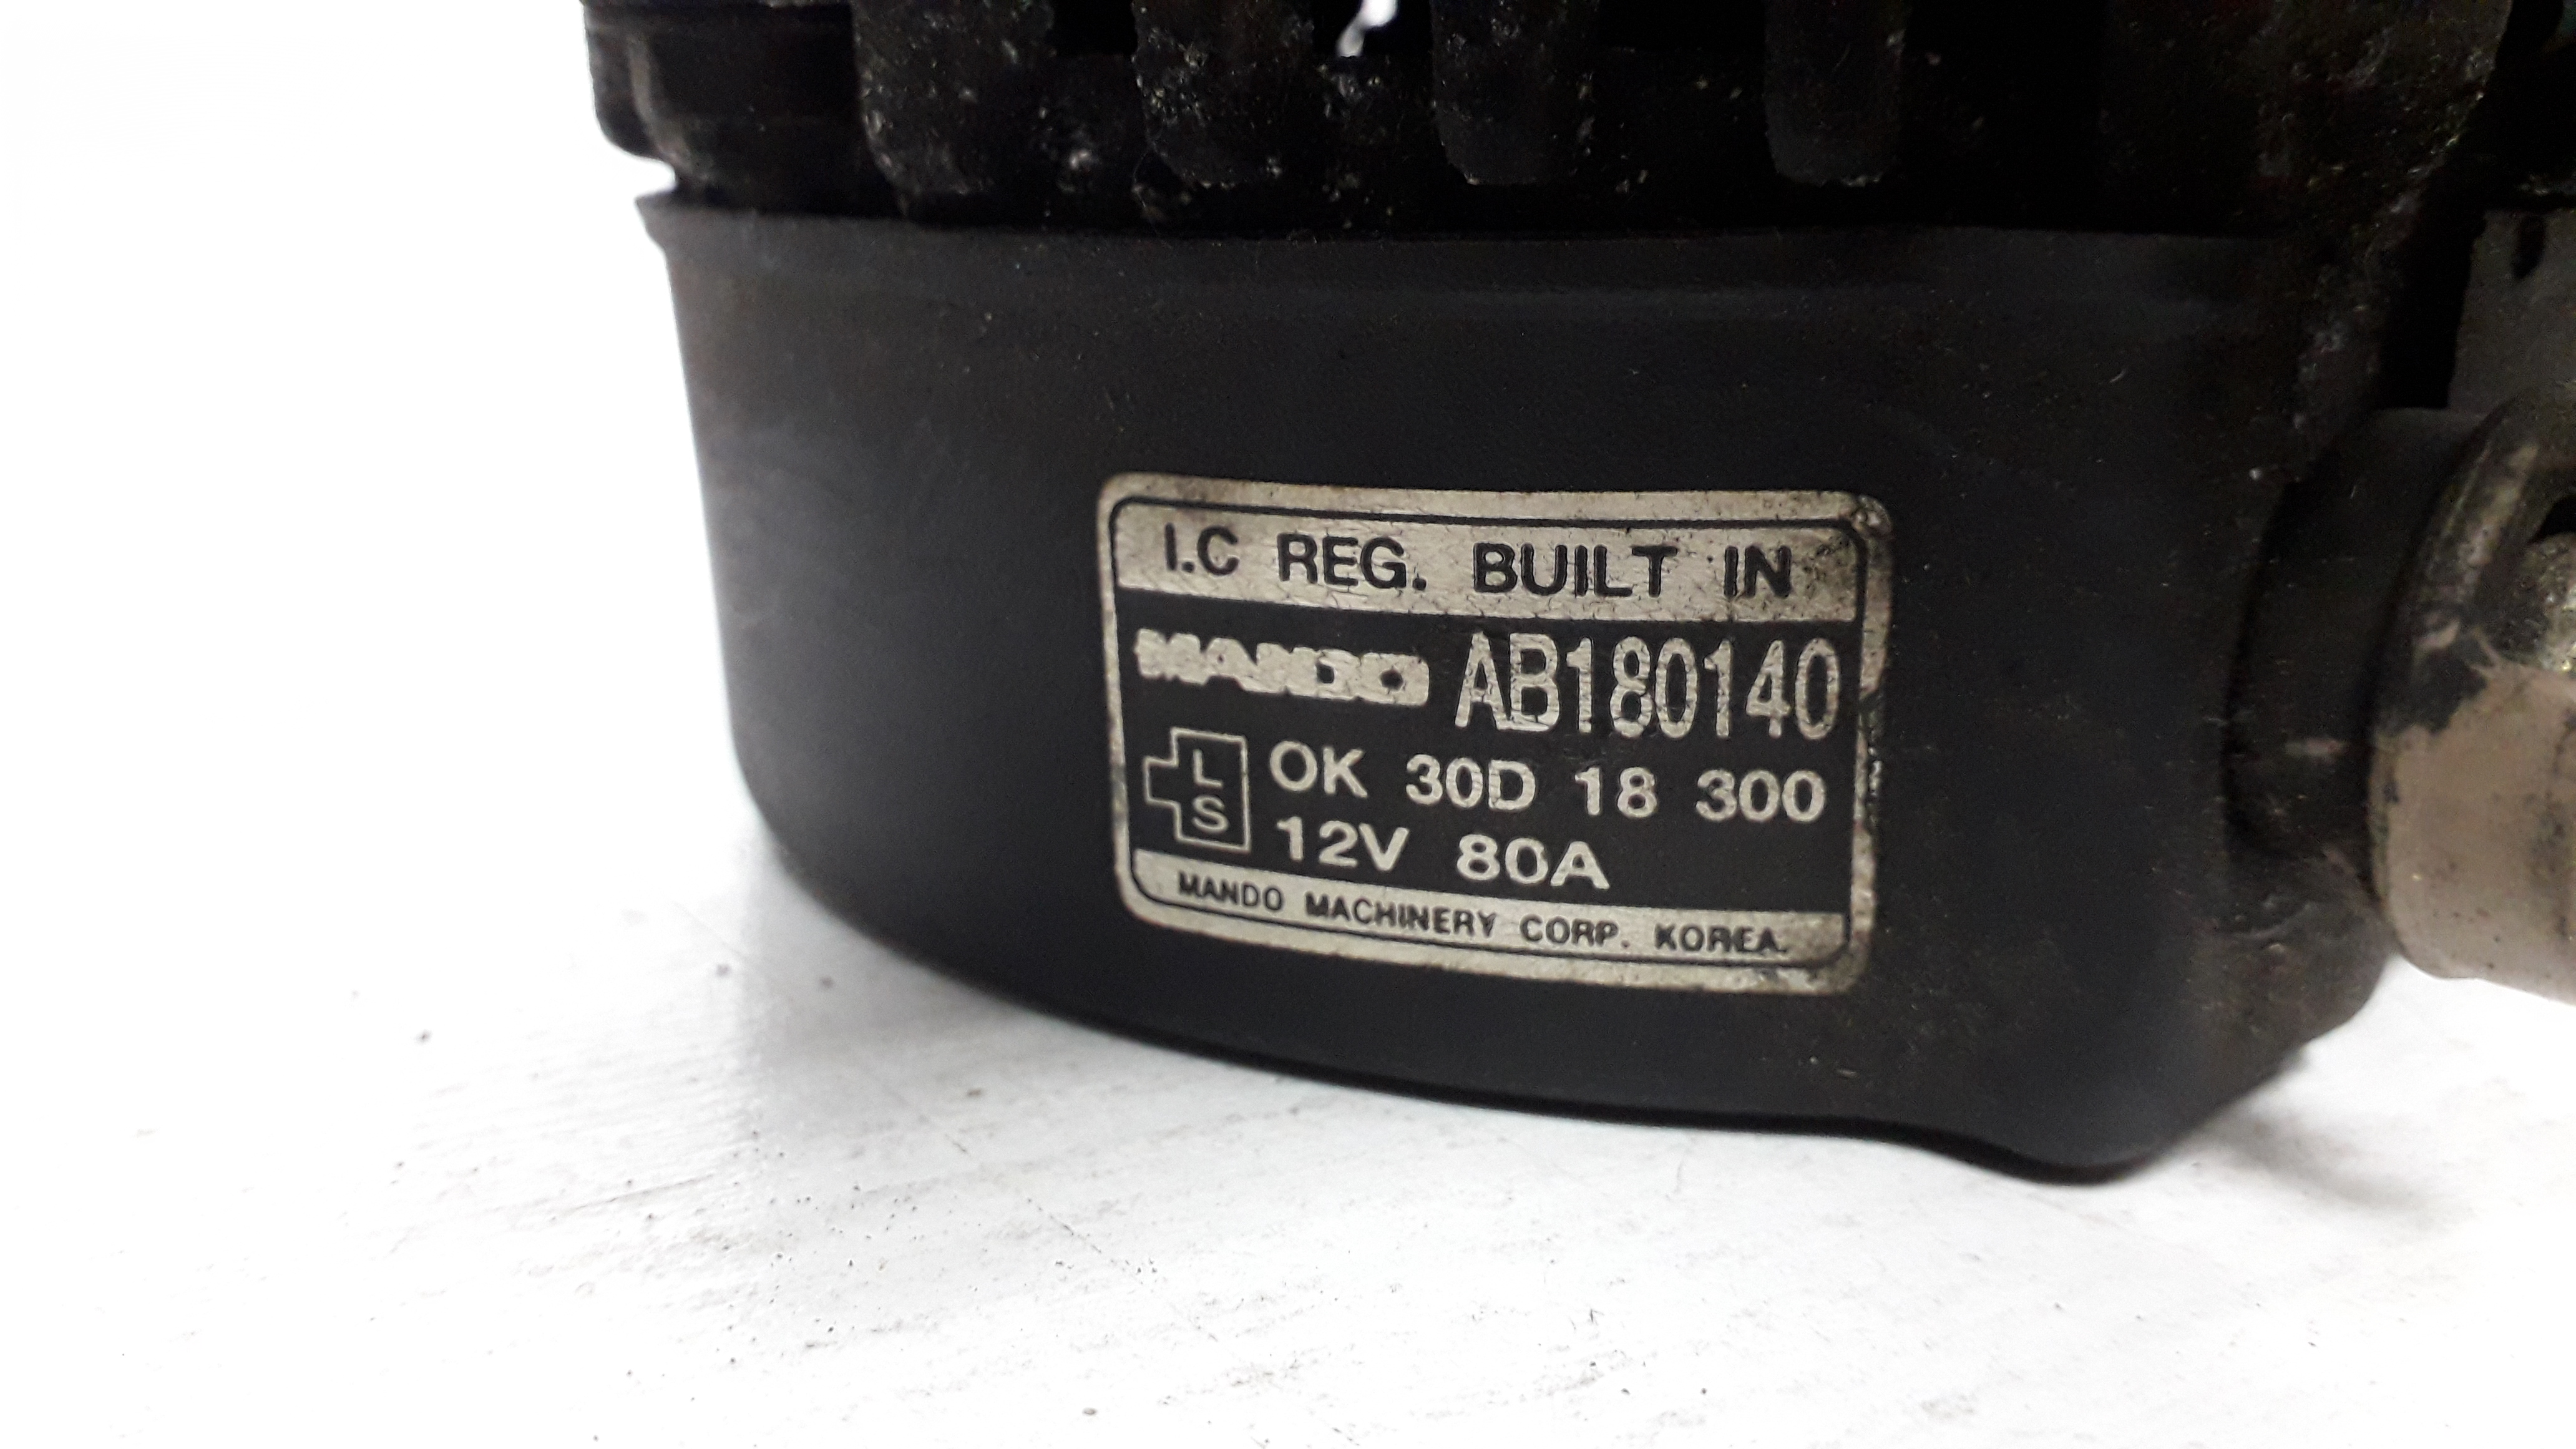 I.C REG. BUILT IN
MANDO AB180140
L
S
OK 30D 18 300
12V 80A
MANDO MACHINERY CORP. KOREA.